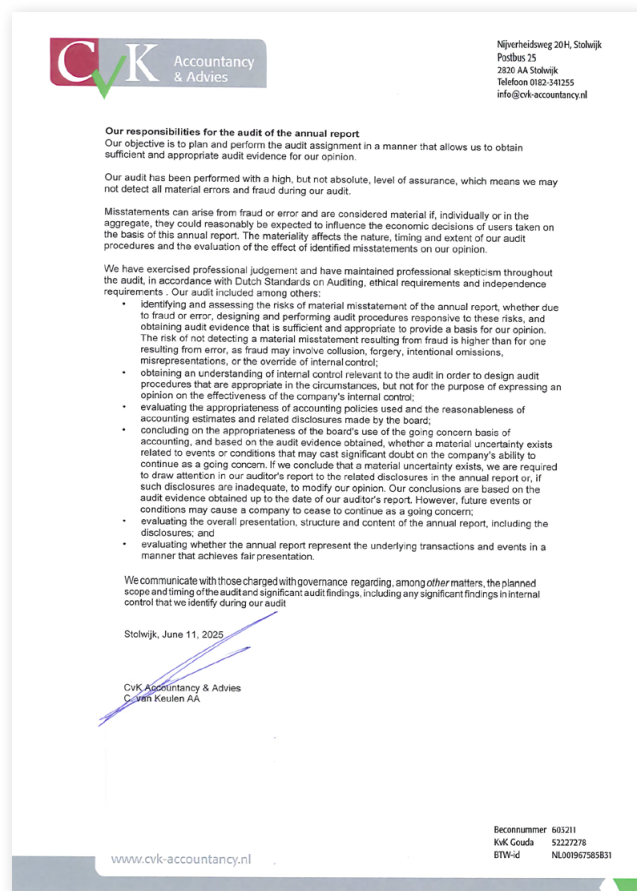 CvK Accountancy
& Advies
Nijverheidsweg 20H, Stolwijk
Postbus 25
2820 AA Stolwijk
Telefoon 0182-341255
info@cvk-accountancy.nl
Our responsibilities for the audit of the annual report
Our objective is to plan and perform the audit assignment in a manner that allows us to obtain
sufficient and appropriate audit evidence for our opinion.
Our audit has been performed with a high, but not absolute, level of assurance, which means we may
not detect all material errors and fraud during our audit.
Misstatements can arise from fraud or error and are considered material if, individually or in the
aggregate, they could reasonably be expected to influence the economic decisions of users taken on
the basis of this annual report. The materiality affects the nature, timing and extent of our audit
procedures and the evaluation of the effect of identified misstatements on our opinion.
We have exercised professional judgement and have maintained professional skepticism throughout
the audit, in accordance with Dutch Standards on Auditing, ethical requirements and independence
requirements . Our audit included among others:
• identifying and assessing the risks of material misstatement of the annual report, whether due
to fraud or error, designing and performing audit procedures responsive to these risks, and
obtaining audit evidence that is sufficient and appropriate to provide a basis for our opinion.
The risk of not detecting a material misstatement resulting from fraud is higher than for one
resulting from error, as fraud may involve collusion, forgery, intentional omissions,
misrepresentations, or the override of internal control;
• obtaining an understanding of internal control relevant to the audit in order to design audit
procedures that are appropriate in the circumstances, but not for the purpose of expressing an
opinion on the effectiveness of the company's internal control;
• evaluating the appropriateness of accounting policies used and the reasonableness of
accounting estimates and related disclosures made by the board;
• concluding on the appropriateness of the board's use of the going concern basis of
accounting, and based on the audit evidence obtained, whether a material uncertainty exists
related to events or conditions that may cast significant doubt on the company's ability to
continue as a going concern. If we conclude that a material uncertainty exists, we are required
to draw attention in our auditor's report to the related disclosures in the annual report or, if
such disclosures are inadequate, to modify our opinion. Our conclusions are based on the
audit evidence obtained up to the date of our auditor's report. However, future events or
conditions may cause a company to cease to continue as a going concern;
• evaluating the overall presentation, structure and content of the annual report, including the
disclosures; and
• evaluating whether the annual report represent the underlying transactions and events in a
manner that achieves fair presentation.
We communicate with those charged with governance regarding, among other matters, the planned
scope and timing of the audit and significant audit findings, including any significant findings in internal
control that we identify during our audit
Stolwijk, June 11, 2025
CvK Accountancy & Advies
C. van Keulen AA
www.cvk-accountancy.nl
Beconnummer 603211
KvK Gouda 52227278
BTW-id NL001967585B31